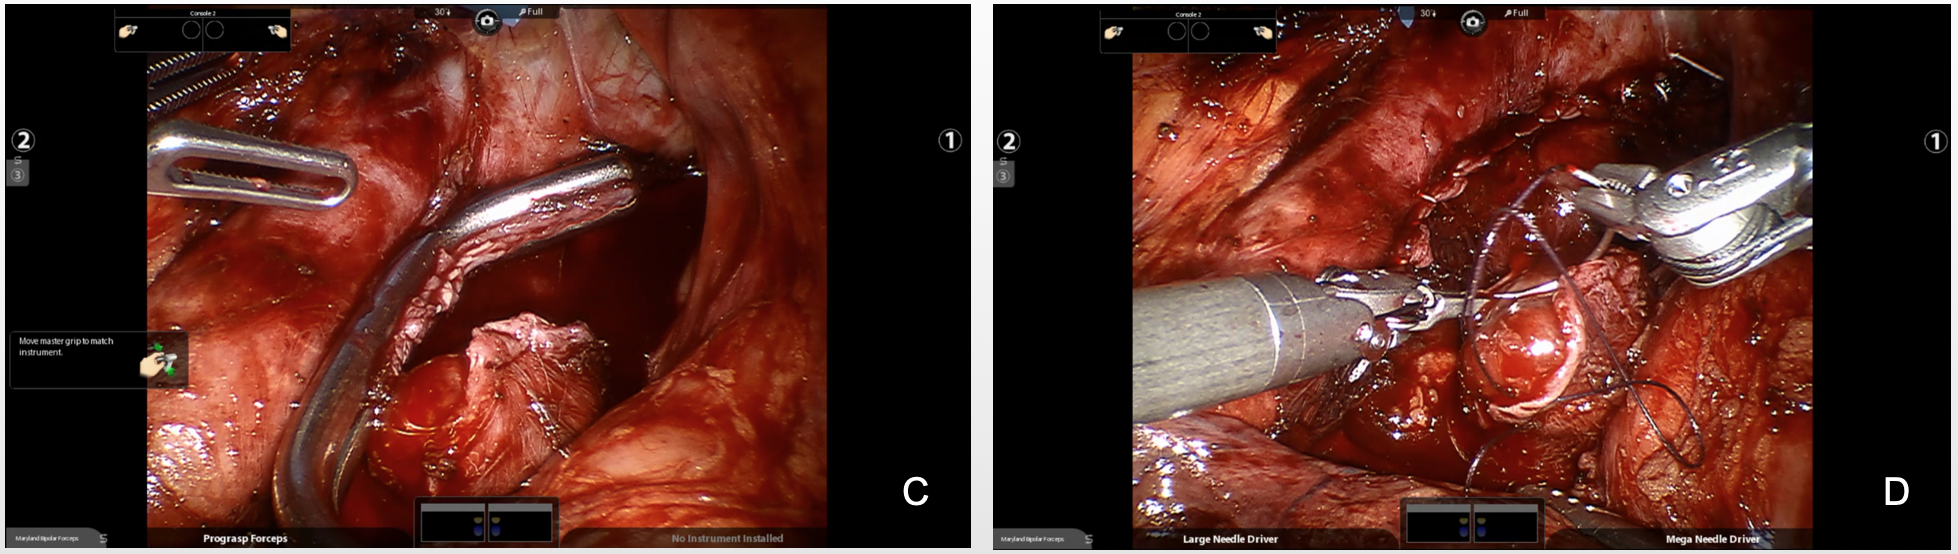 Console 2
30°
Full
2
S
3
1
Move master grip to match
instrument.
C
Maryland Bipolar Forceps
S
Prograsp Forceps
No Instrument Installed
Console 2
30°
Full
2
S
3
1
D
Maryland Bipolar Forceps
S
Large Needle Driver
Mega Needle Driver